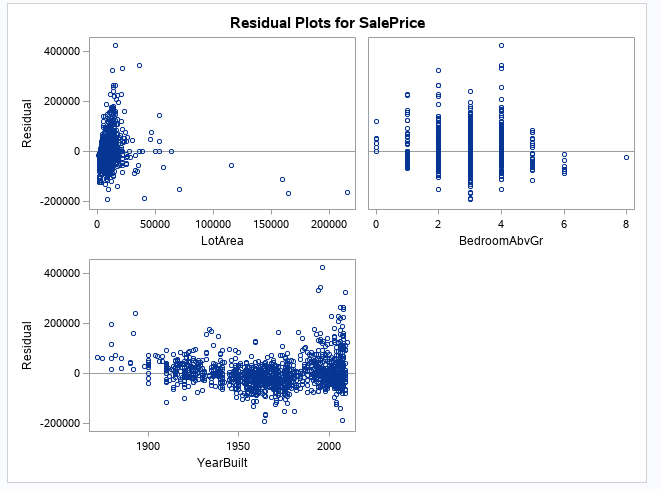 Residual Plots for SalePrice
400000
200000
0
-200000
Residual
0 50000 100000 150000 200000
LotArea
0 2 4 6 8
BedroomAbvGr
400000
200000
0
-200000
Residual
1900 1950 2000
YearBuilt